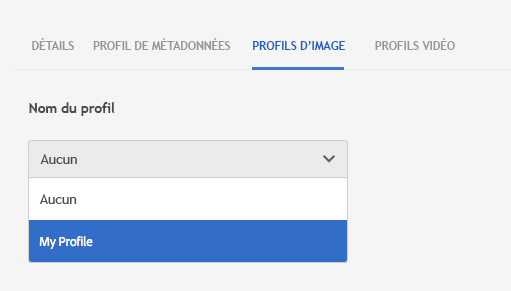 DÉTAILS PROFIL DE MÉTADONNÉES PROFILS D'IMAGE PROFILS VIDÉO
Nom du profil
Aucun
Aucun
My Profile